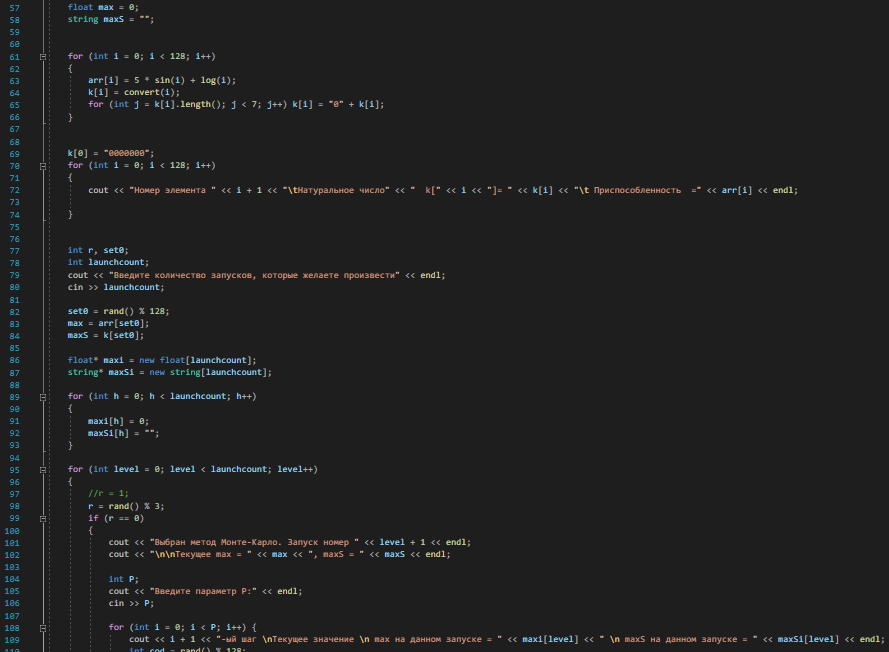 57 float max = 0;
58 string maxS = "";
59
60
61 for (int i = 0; i < 128; i++)
62 {
63 arr[i] = 5 * sin(i) + log(i);
64 k[i] = convert(i);
65 for (int j = k[i].length(); j < 7; j++) k[i] = "0" + k[i];
66 }
67
68
69 k[0] = "0000000";
70 for (int i = 0; i < 128; i++)
71 {
72 cout << "Номер элемента " << i + 1 << "\tНатуральное число" << "  k[" << i << "]= " << k[i] << "\t Приспособленность  =" << arr[i] << endl;
73
74 }
75
76
77 int r, set0;
78 int launchcount;
79 cout << "Введите количество запусков, которые желаете произвести" << endl;
80 cin >> launchcount;
81
82 set0 = rand() % 128;
83 max = arr[set0];
84 maxS = k[set0];
85
86 float* maxi = new float[launchcount];
87 string* maxSi = new string[launchcount];
88
89 for (int h = 0; h < launchcount; h++)
90 {
91 maxi[h] = 0;
92 maxSi[h] = "";
93 }
94
95 for (int level = 0; level < launchcount; level++)
96 {
97 //r = 1;
98 r = rand() % 3;
99 if (r == 0)
100 {
101 cout << "Выбран метод Монте-Карло. Запуск номер " << level + 1 << endl;
102 cout << "\n\nТекущее max = " << max << ", maxS = " << maxS << endl;
103
104 int P;
105 cout << "Введите параметр P:" << endl;
106 cin >> P;
107
108 for (int i = 0; i < P; i++) {
109 cout << i + 1 << "-ый шаг \nТекущее значение \n max на данном запуске = " << maxi[level] << " \n maxS на данном запуске = " << maxSi[level] << endl;
110 int cod = rand() % 128;